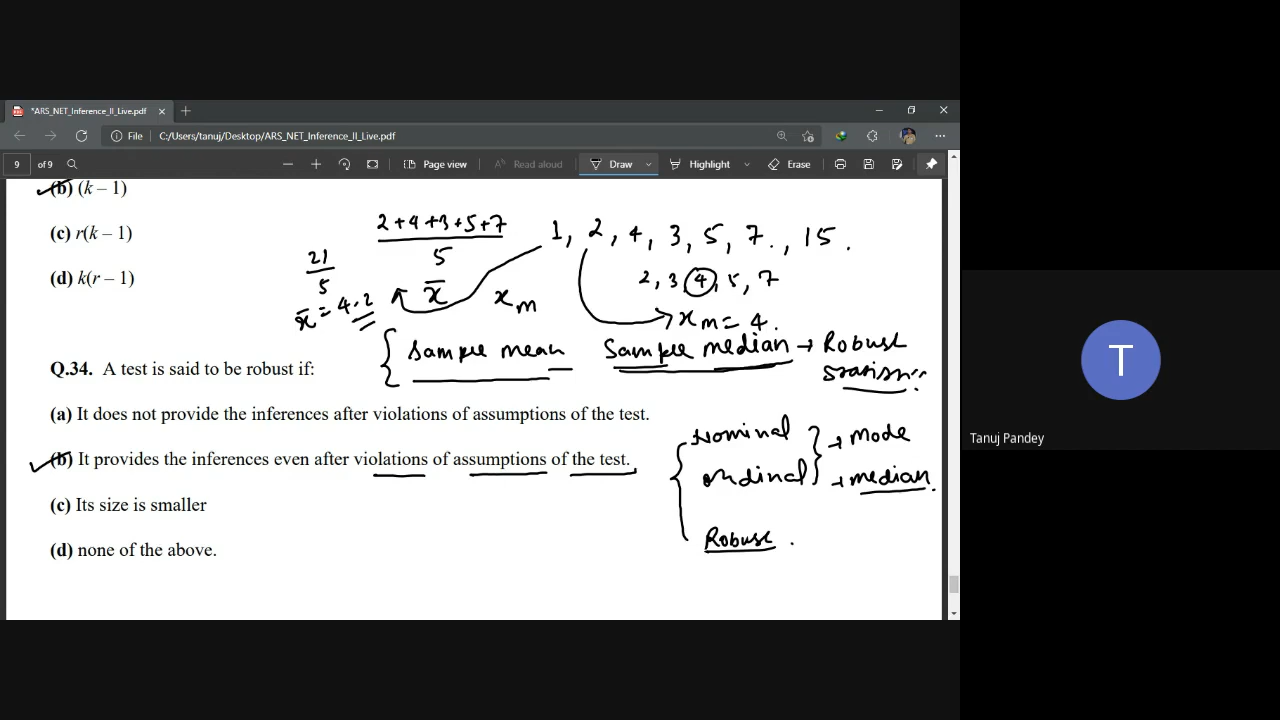 *ARS_NET_Inference_II_Live.pdf
File C:/Users/tanuj/Desktop/ARS_NET_Inference_II_Live.pdf
9 of 9 Page view Read aloud Draw Highlight Erase
(b) (k – 1)
2+4+3+5+7 1, 2, 4, 3, 5, 7 , 15 .
(c) r(k – 1)
21 5
5 x̄ xm
2, 3, 4, 5, 7
(d) k(r – 1)
x̄ = 4.2
xm = 4.
Sample mean Sample median → Robust
Q.34. A test is said to be robust if:
(a) It does not provide the inferences after violations of assumptions of the test.
Nominal → mode
(b) It provides the inferences even after violations of assumptions of the test.
ordinal → median.
(c) Its size is smaller
Robust .
(d) none of the above.
T
Tanuj Pandey